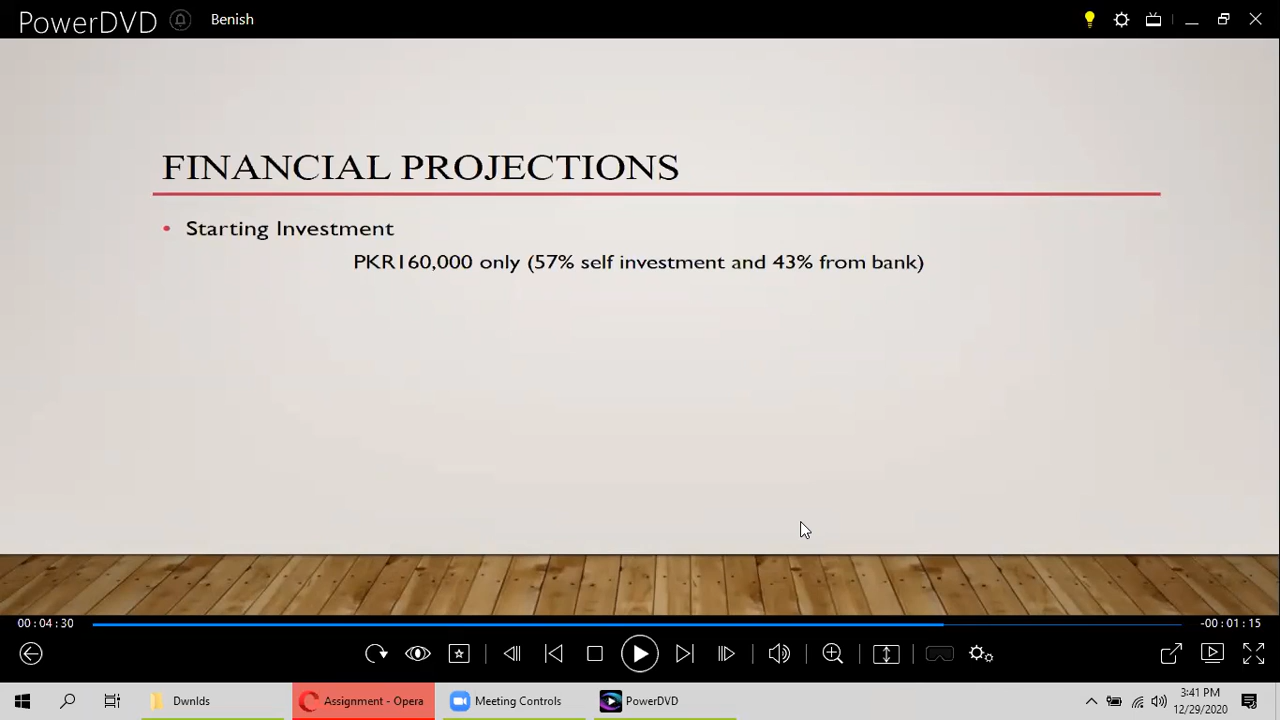 PowerDVD
Benish
FINANCIAL PROJECTIONS
• Starting Investment
PKR160,000 only (57% self investment and 43% from bank)
00:04:30
-00:01:15
Dwnlds
Assignment - Opera
Meeting Controls
PowerDVD
3:41 PM
12/29/2020